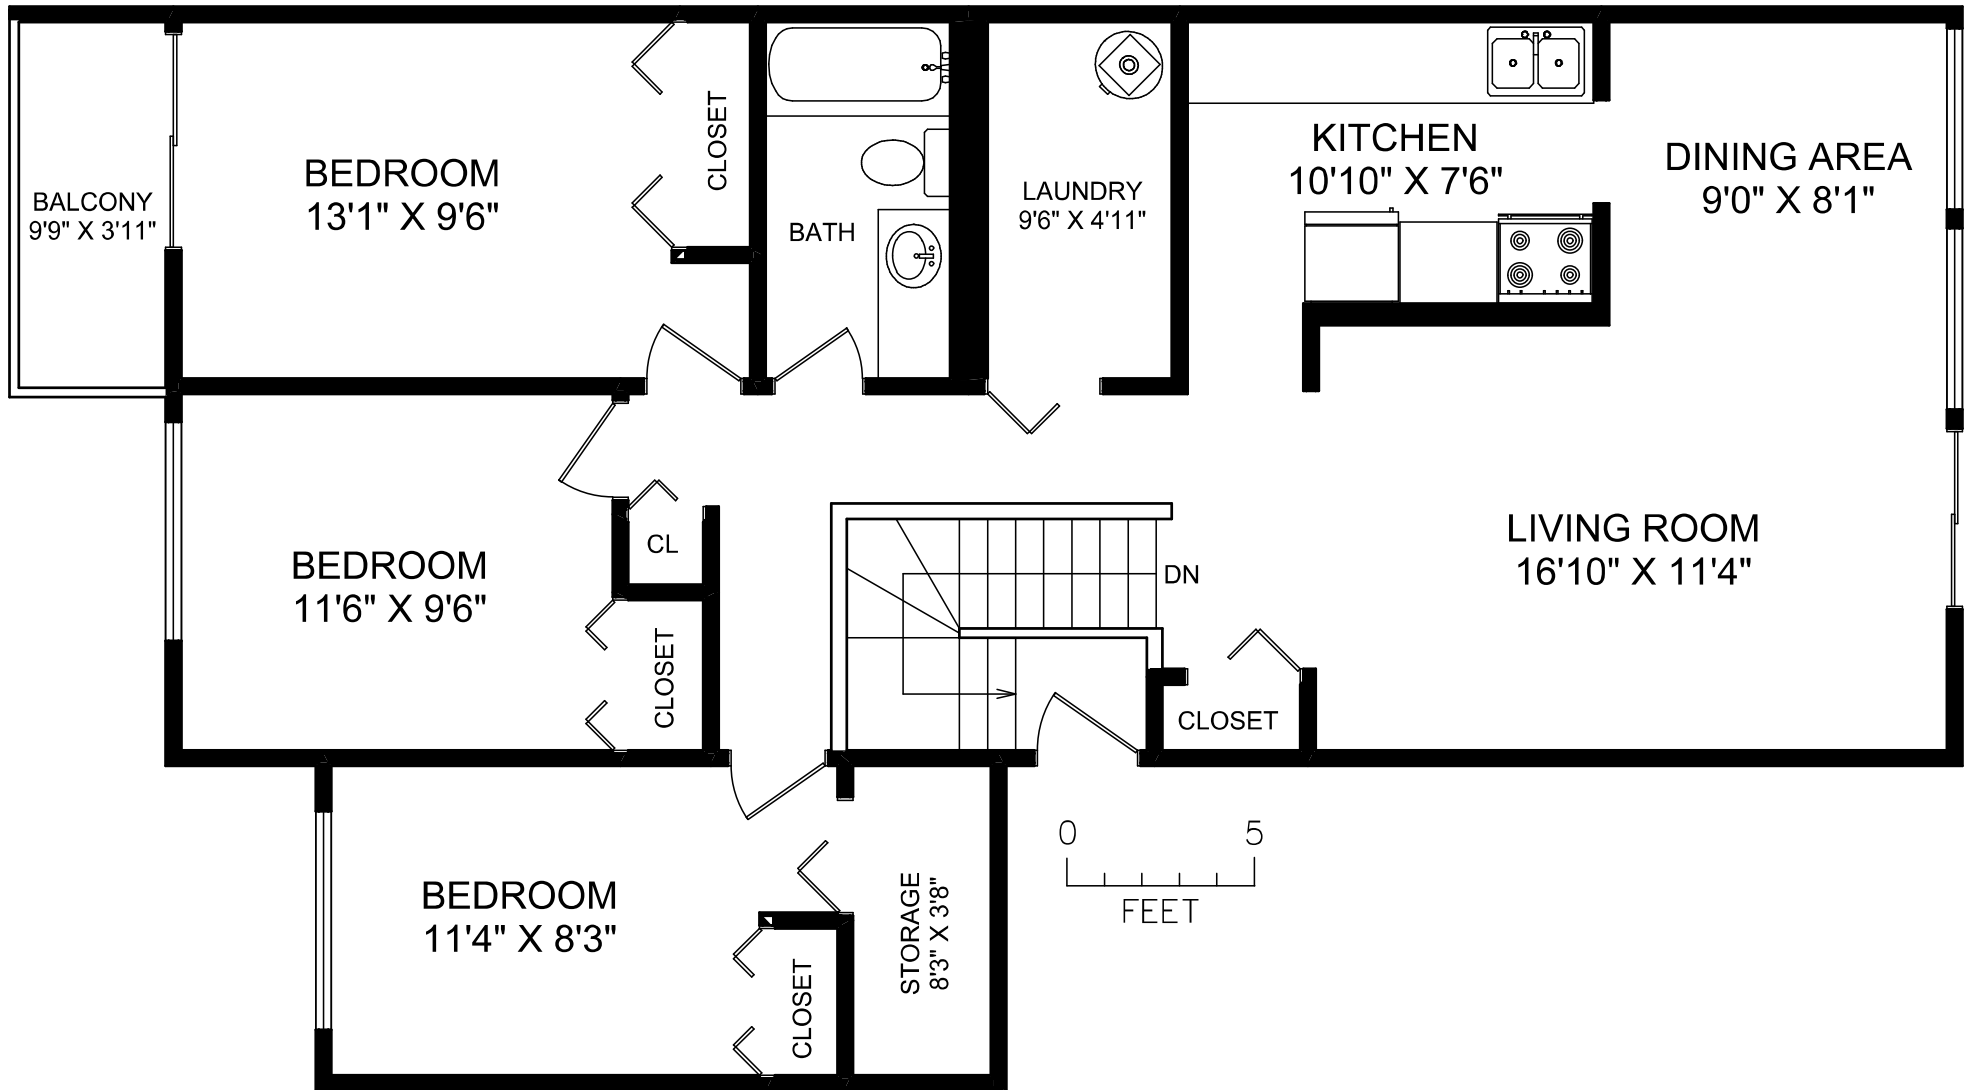 BALCONY
9'9" X 3'11"
BEDROOM
13'1" X 9'6"
CLOSET
BATH
LAUNDRY
9'6" X 4'11"
KITCHEN
10'10" X 7'6"
DINING AREA
9'0" X 8'1"
BEDROOM
11'6" X 9'6"
CL
CLOSET
DN
CLOSET
LIVING ROOM
16'10" X 11'4"
BEDROOM
11'4" X 8'3"
CLOSET
STORAGE
8'3" X 3'8"
0 5
FEET